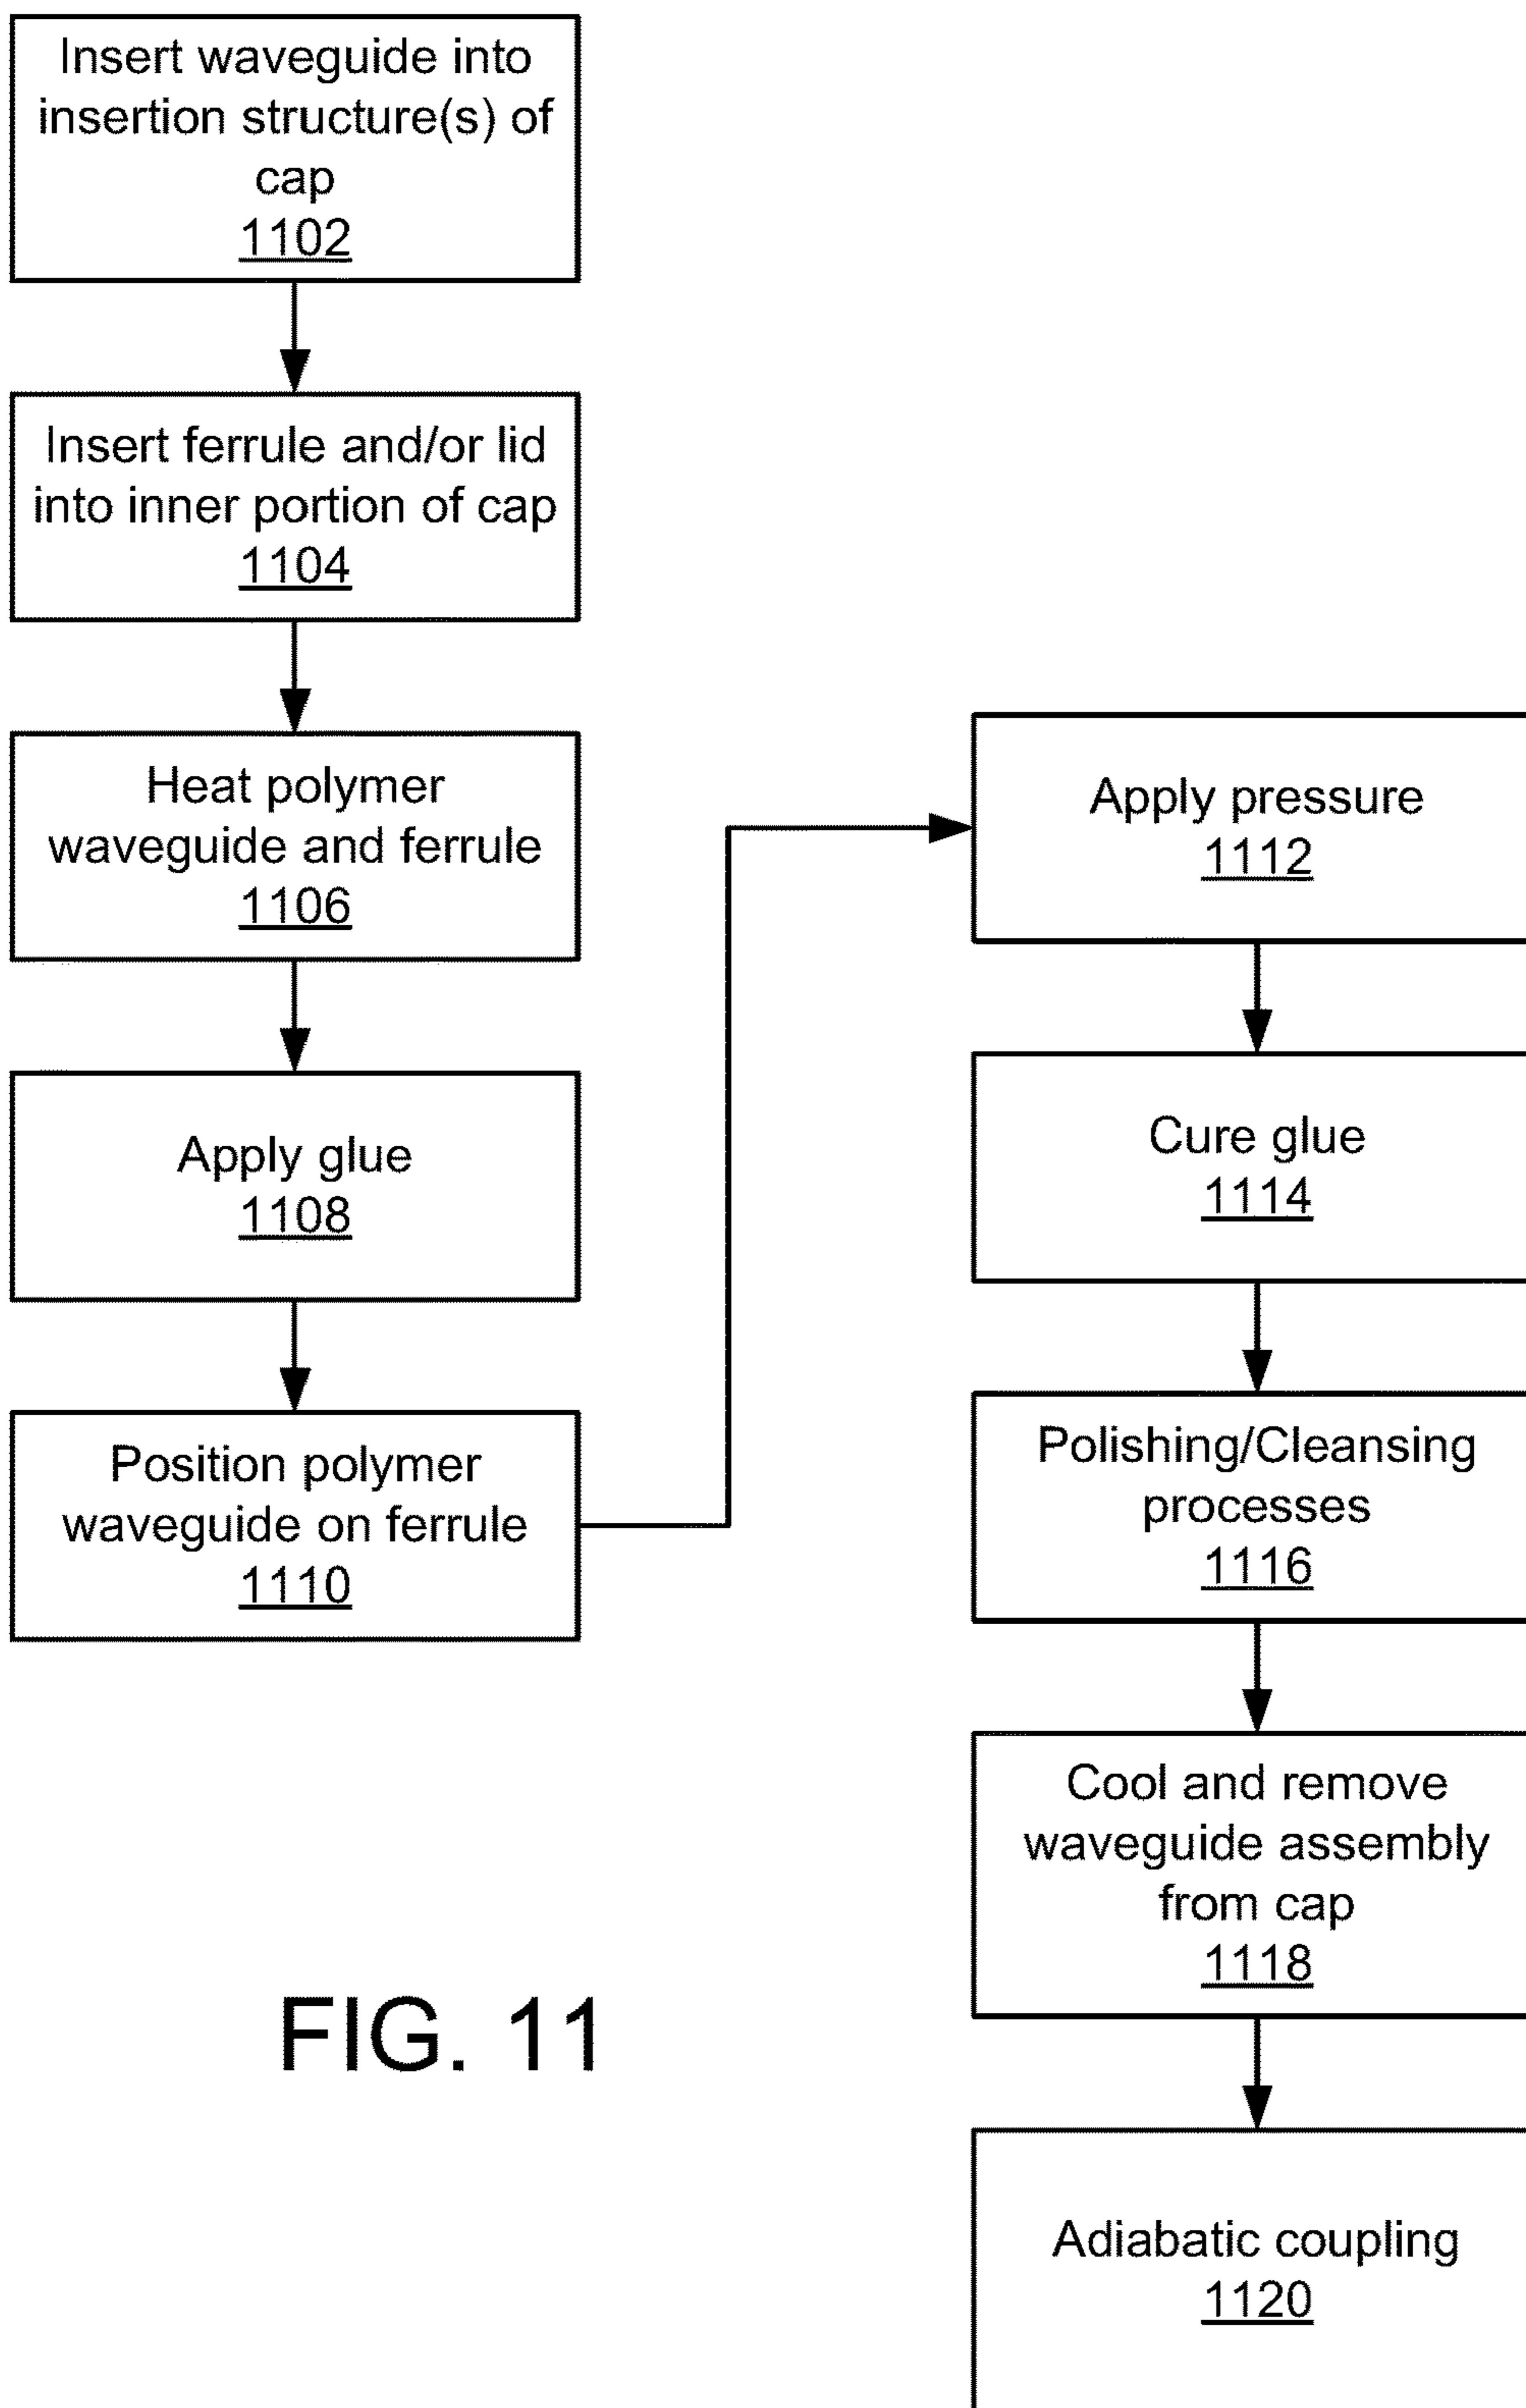 Insert waveguide into
insertion structure(s) of
cap
1102
Insert ferrule and/or lid
into inner portion of cap
1104
Heat polymer
waveguide and ferrule
1106
Apply glue
1108
Position polymer
waveguide on ferrule
1110
Apply pressure
1112
Cure glue
1114
Polishing/Cleansing
processes
1116
Cool and remove
waveguide assembly
from cap
1118
Adiabatic coupling
1120
FIG. 11